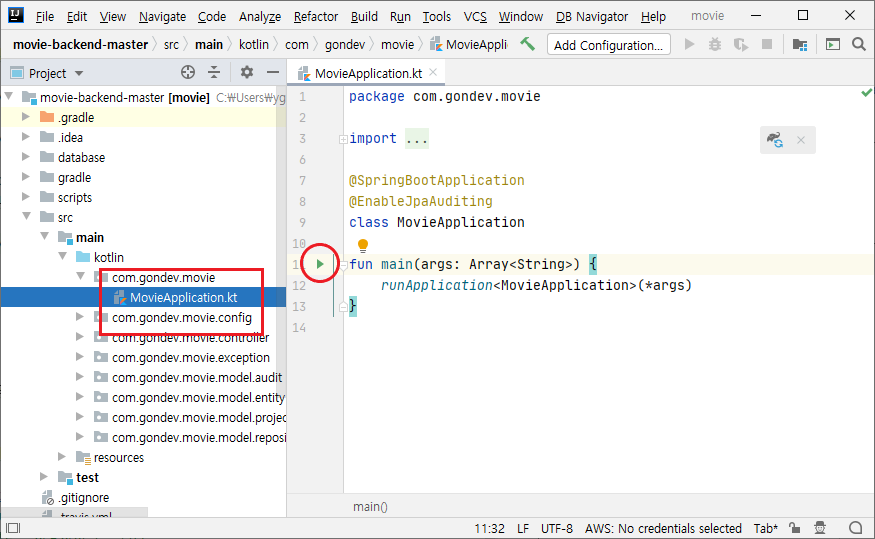 File Edit View Navigate Code Analyze Refactor Build Run Tools VCS Window DB Navigator Help movie
movie-backend-master src main kotlin com gondev movie MovieAppli Add Configuration...
Project
movie-backend-master [movie] C:₩Users₩yg
.gradle
.idea
database
gradle
scripts
src
main
kotlin
com.gondev.movie
MovieApplication.kt
com.gondev.movie.config
com.gondev.movie.controller
com.gondev.movie.exception
com.gondev.movie.model.audit
com.gondev.movie.model.entity
com.gondev.movie.model.projec
com.gondev.movie.model.reposi
resources
test
.gitignore
.travis.yml
MovieApplication.kt
1 package com.gondev.movie
2
3 import ...
6
7 @SpringBootApplication
8 @EnableJpaAuditing
9 class MovieApplication
10
11 fun main(args: Array<String>) {
12 runApplication<MovieApplication>(*args)
13 }
14
main()
11:32 LF UTF-8 AWS: No credentials selected Tab*